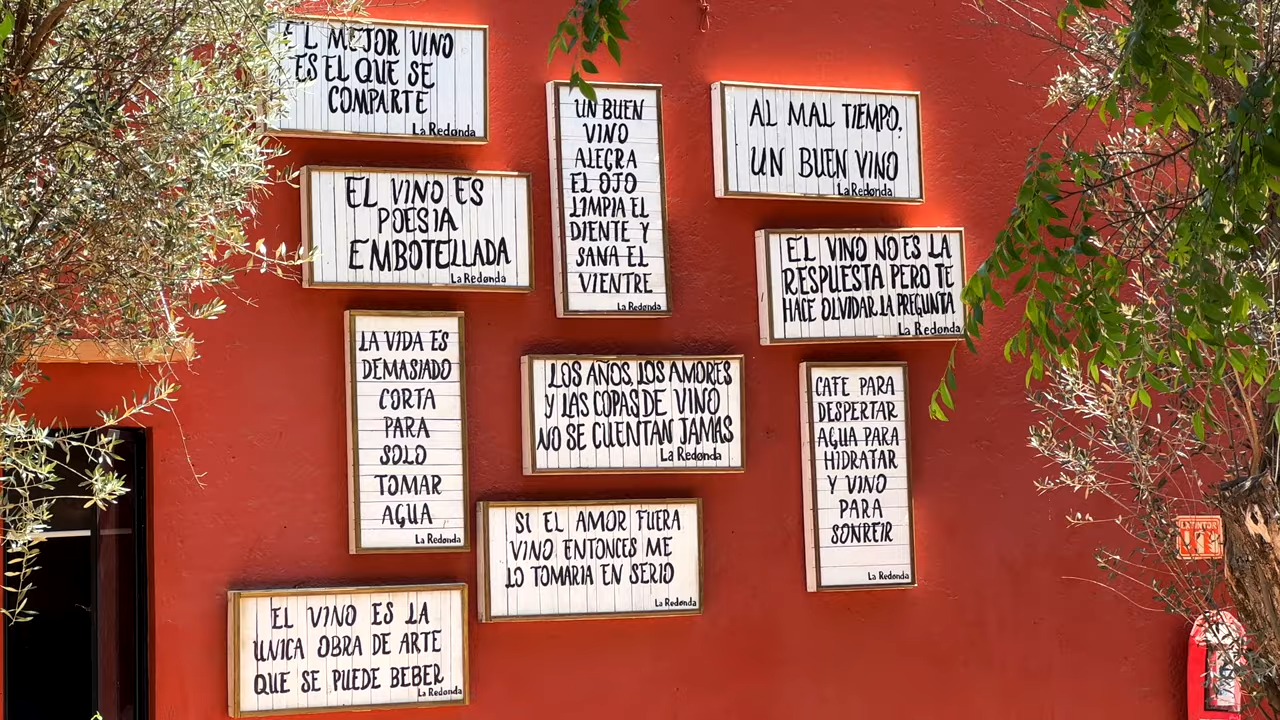 EL MEJOR VINO
ES EL QUE SE
COMPARTE
La Redonda
UN BUEN
VINO
ALEGRA
EL OJO
LIMPIA EL
DIENTE Y
SANA EL
VIENTRE
La Redonda
AL MAL TIEMPO,
UN BUEN VINO
La Redonda
EL VINO ES
POESIA
EMBOTELLADA
La Redonda
EL VINO NO ES LA
RESPUESTA PERO TE
HACE OLVIDAR LA PREGUNTA
La Redonda
LA VIDA ES
DEMASIADO
CORTA
PARA
SOLO
TOMAR
AGUA
La Redonda
LOS AÑOS, LOS AMORES
Y LAS COPAS DE VINO
NO SE CUENTAN JAMAS
La Redonda
CAFE PARA
DESPERTAR
AGUA PARA
HIDRATAR
Y VINO
PARA
SONREIR
La Redonda
SI EL AMOR FUERA
VINO ENTONCES ME
LO TOMARIA EN SERIO
La Redonda
EL VINO ES LA
UNICA OBRA DE ARTE
QUE SE PUEDE BEBER
La Redonda